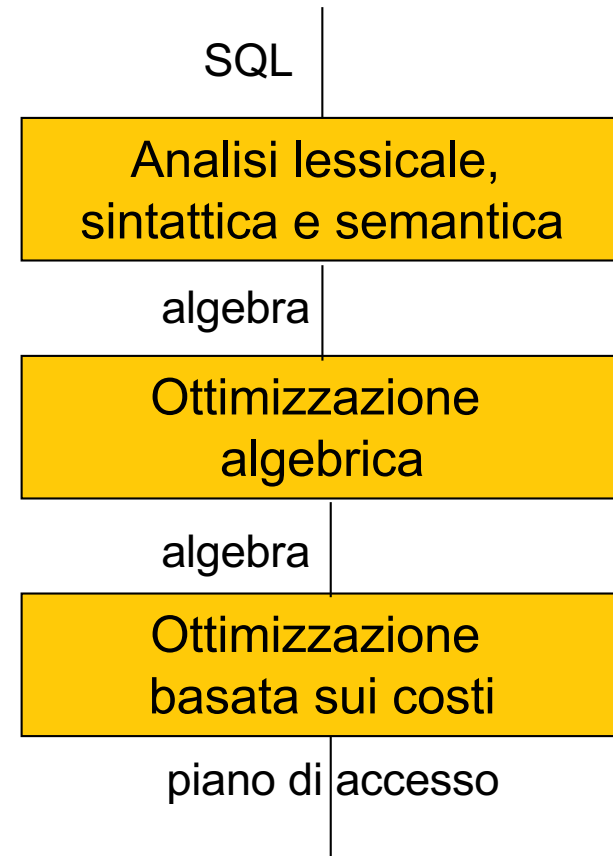 SQL
Analisi lessicale,
sintattica e semantica
algebra
Ottimizzazione
algebrica
algebra
Ottimizzazione
basata sui costi
piano di accesso